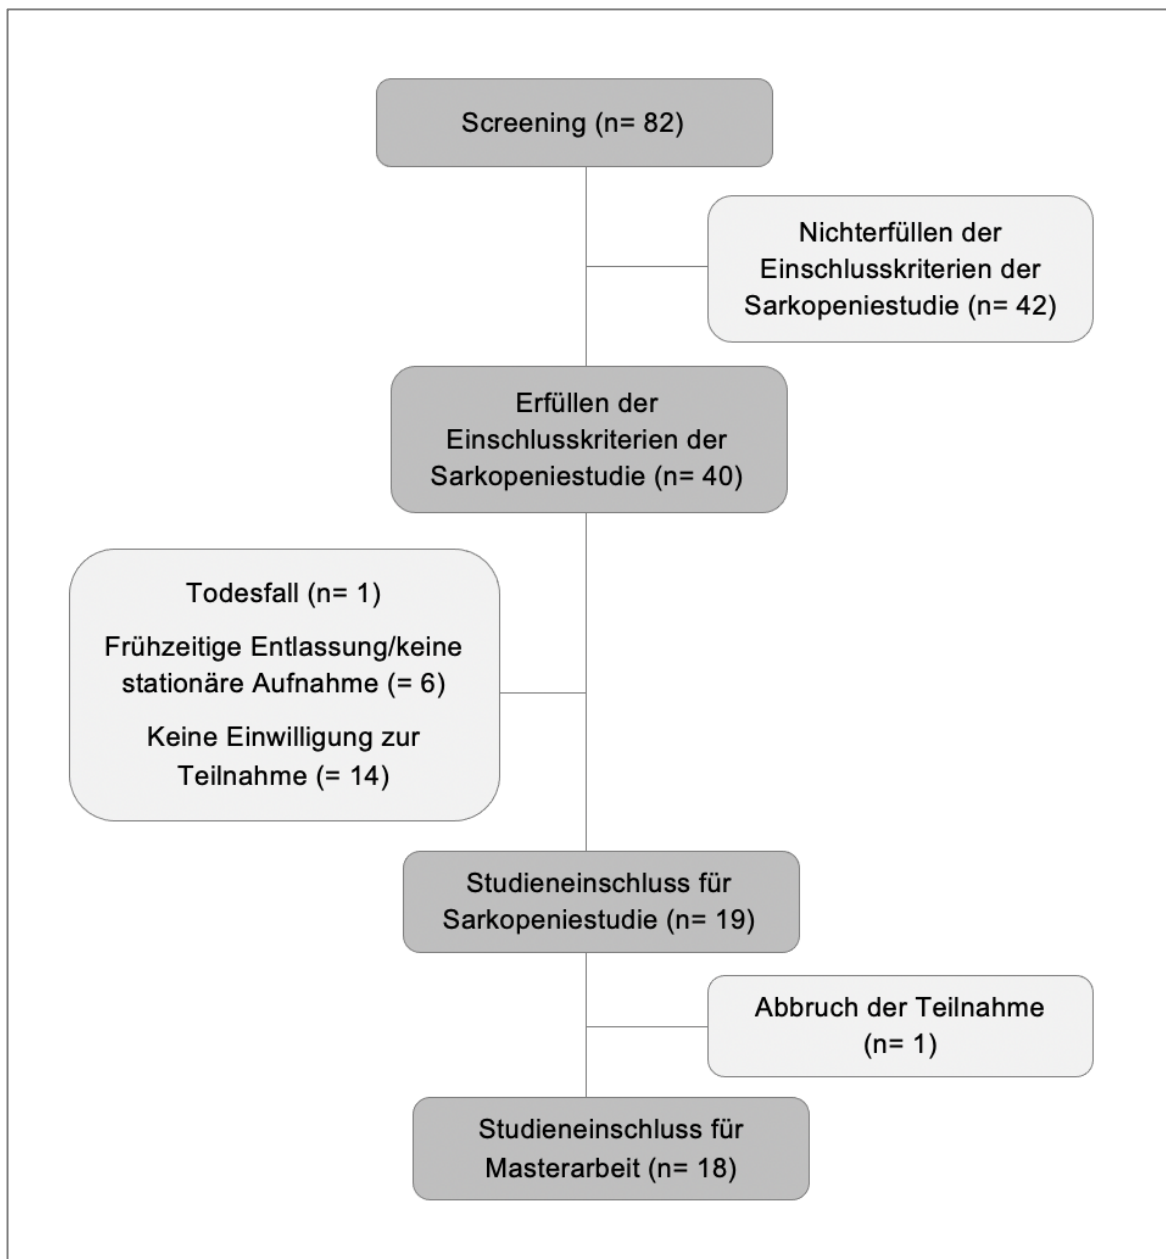 Screening (n= 82)
Nichterfüllen der
Einschlusskriterien der
Sarkopeniestudie (n= 42)
Erfüllen der
Einschlusskriterien der
Sarkopeniestudie (n= 40)
Todesfall (n= 1)
Frühzeitige Entlassung/keine
stationäre Aufnahme (= 6)
Keine Einwilligung zur
Teilnahme (= 14)
Studieneinschluss für
Sarkopeniestudie (n= 19)
Abbruch der Teilnahme
(n= 1)
Studieneinschluss für
Masterarbeit (n= 18)